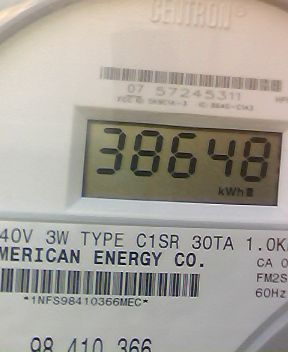 CENTRON®
07 57245311
38648
kWh
40V 3W TYPE C1SR 30TA 1.0K
MERICAN ENERGY CO.
CA 0
FM2S
60Hz
*1NFS98410366MEC*
98 410 366